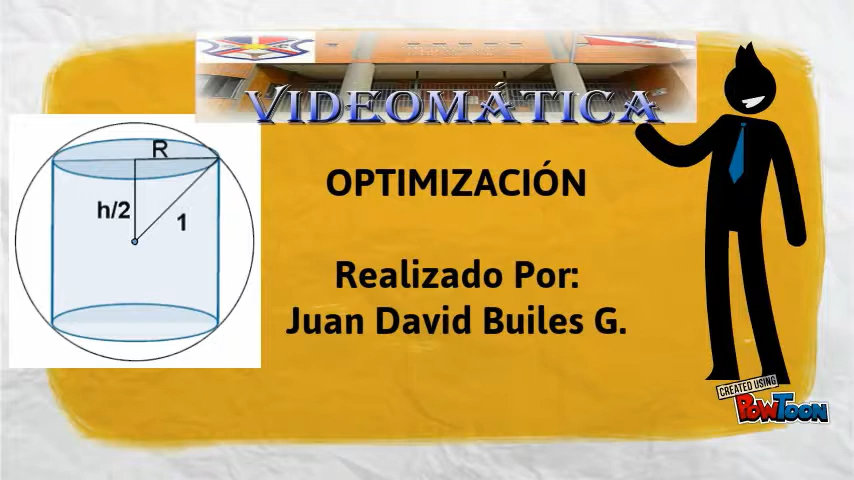 VIDEOMÁTICA
R
h/2
1
OPTIMIZACIÓN
Realizado Por:
Juan David Builes G.
CREATED USING
POWTOON